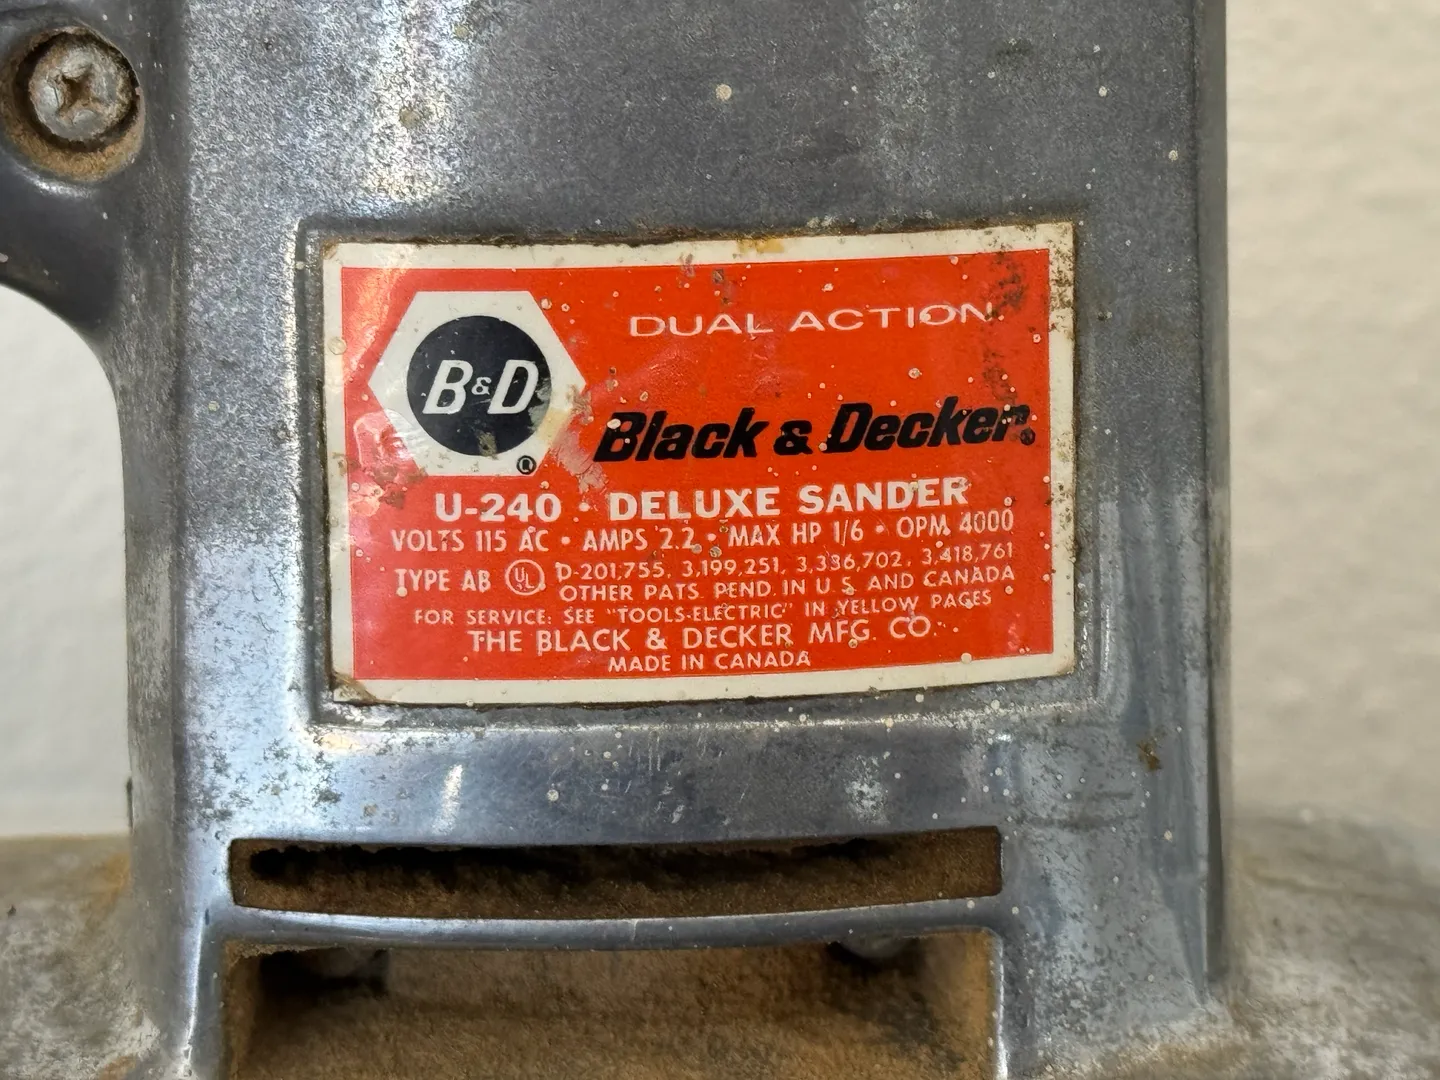 DUAL ACTION
B&D
®
Black & Decker®
U-240 · DELUXE SANDER
VOLTS 115 AC · AMPS 2.2 · MAX HP 1/6 · OPM 4000
TYPE AB UL D-201,755, 3,199,251, 3,336,702, 3,418,761
OTHER PATS. PEND. IN U.S. AND CANADA
FOR SERVICE: SEE "TOOLS-ELECTRIC" IN YELLOW PAGES
THE BLACK & DECKER MFG. CO.
MADE IN CANADA